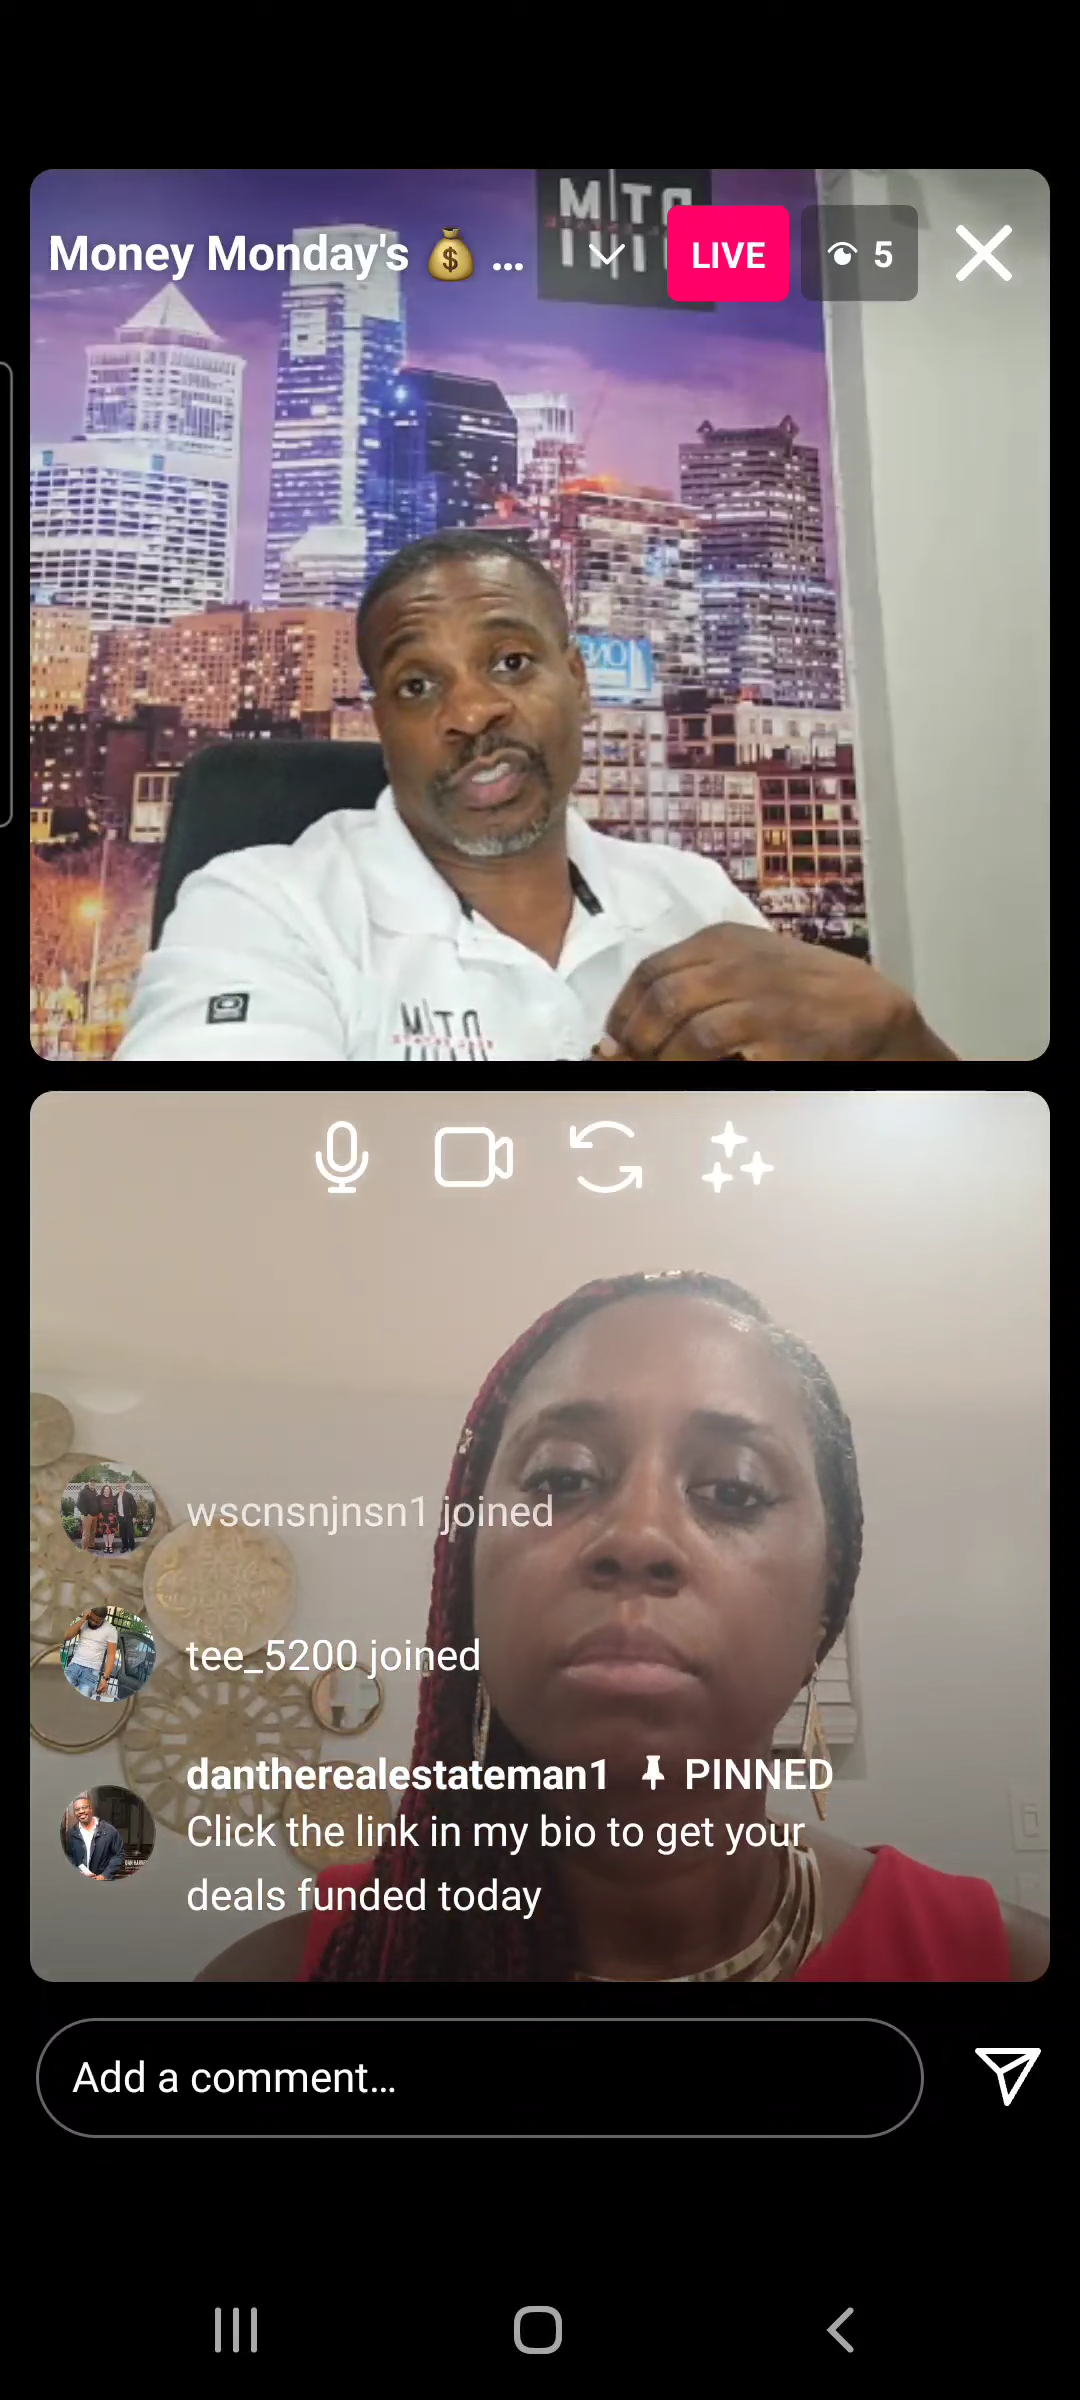 Money Monday's 💰 ...
LIVE
5
wscnsnjnsn1 joined
tee_5200 joined
dantherealestateman1 PINNED
Click the link in my bio to get your
deals funded today
Add a comment...